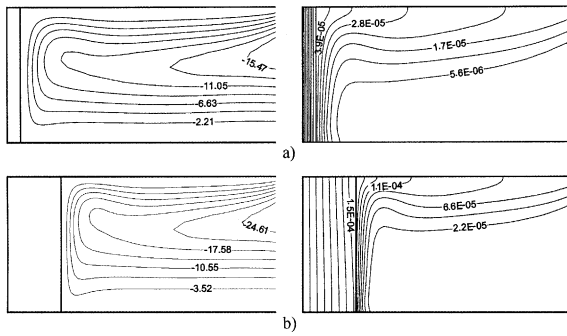 -15.47
-11.05
-6.63
-2.21
3.9E-05
2.8E-05
1.7E-05
5.6E-06
a)
-24.61
-17.58
-10.55
-3.52
1.5E-04
1.1E-04
6.6E-05
2.2E-05
b)